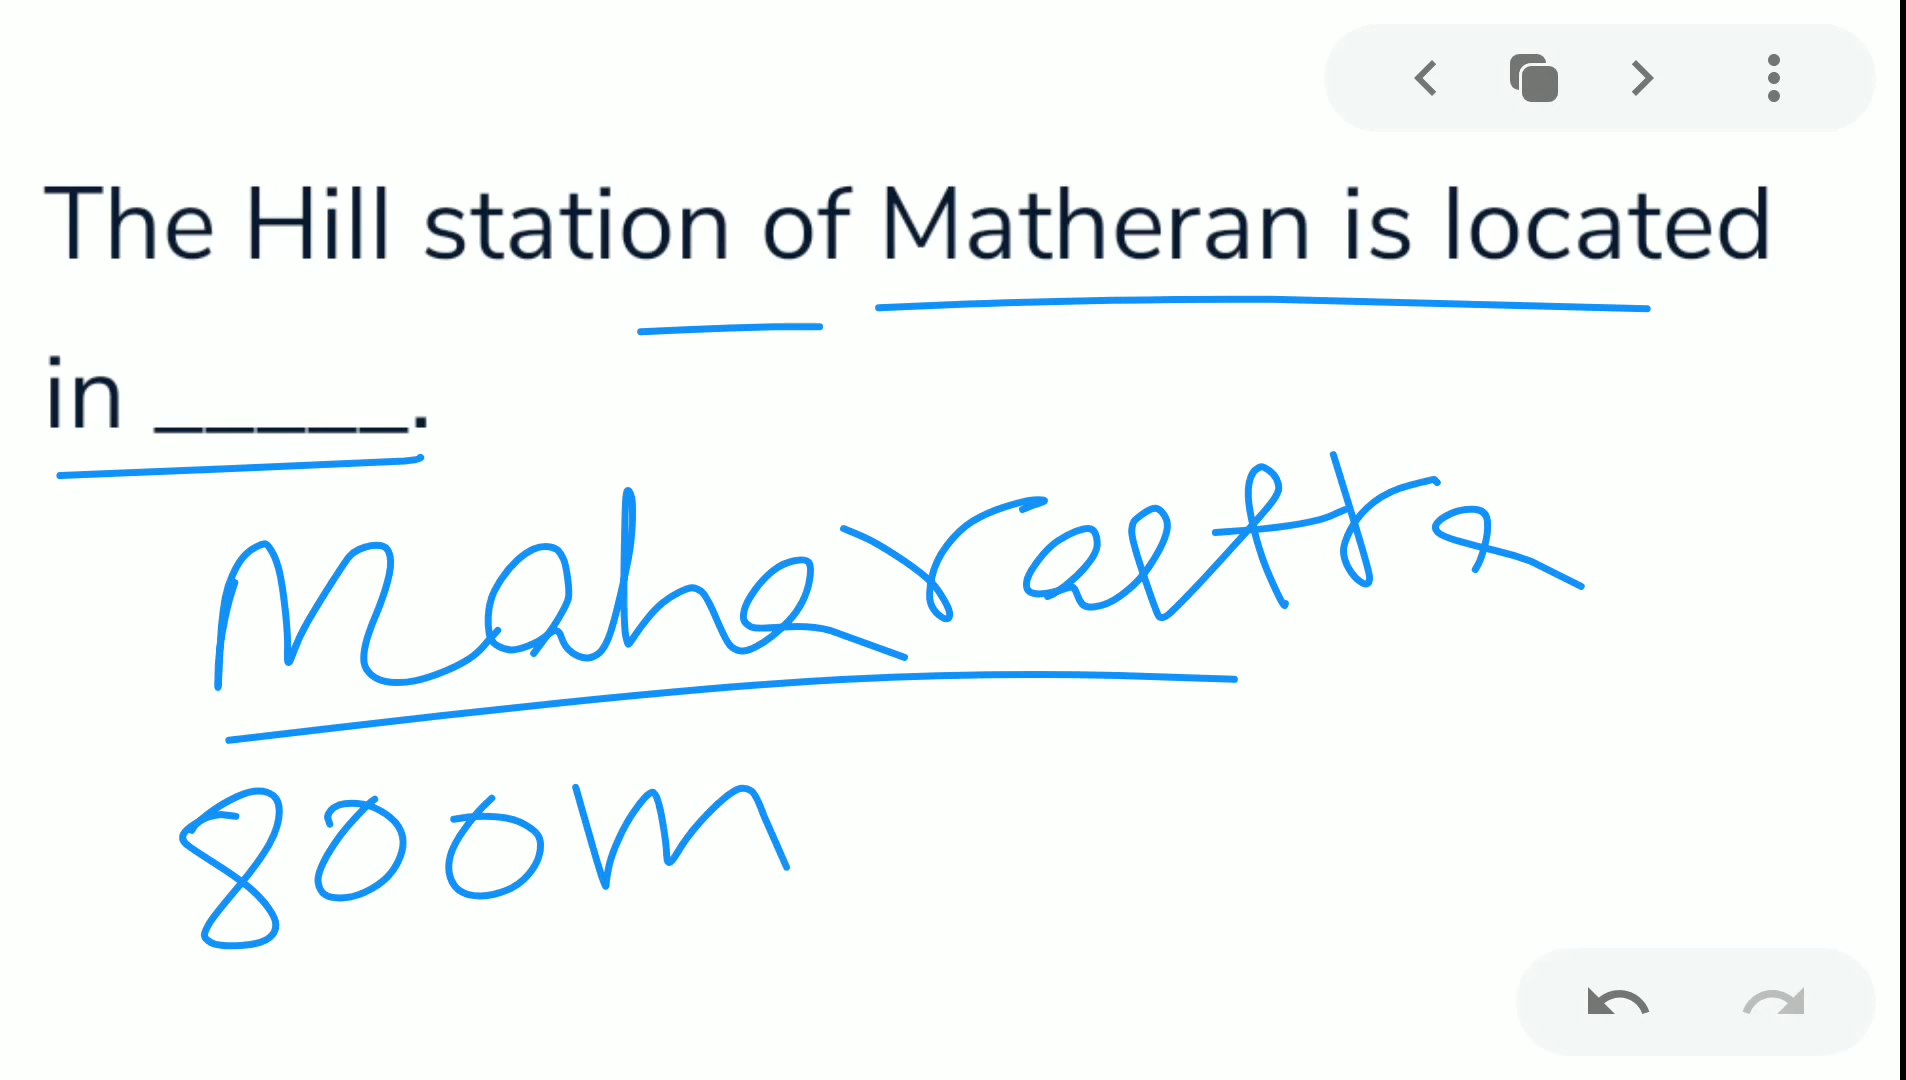 The Hill station of Matheran is located
in _____.
Maharastra
800m